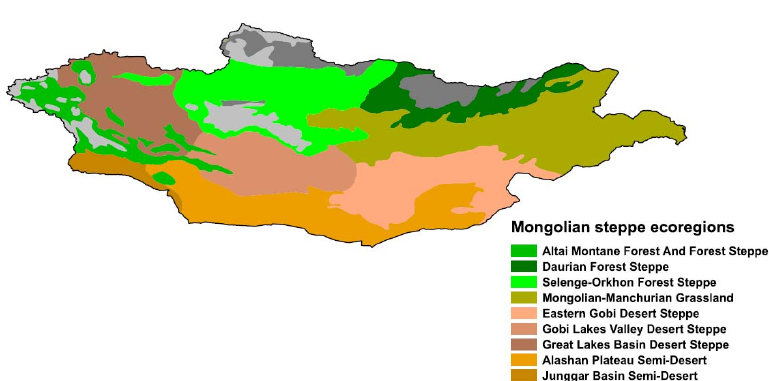 Mongolian steppe ecoregions
Altai Montane Forest And Forest Steppe
Daurian Forest Steppe
Selenge-Orkhon Forest Steppe
Mongolian-Manchurian Grassland
Eastern Gobi Desert Steppe
Gobi Lakes Valley Desert Steppe
Great Lakes Basin Desert Steppe
Alashan Plateau Semi-Desert
Junggar Basin Semi-Desert